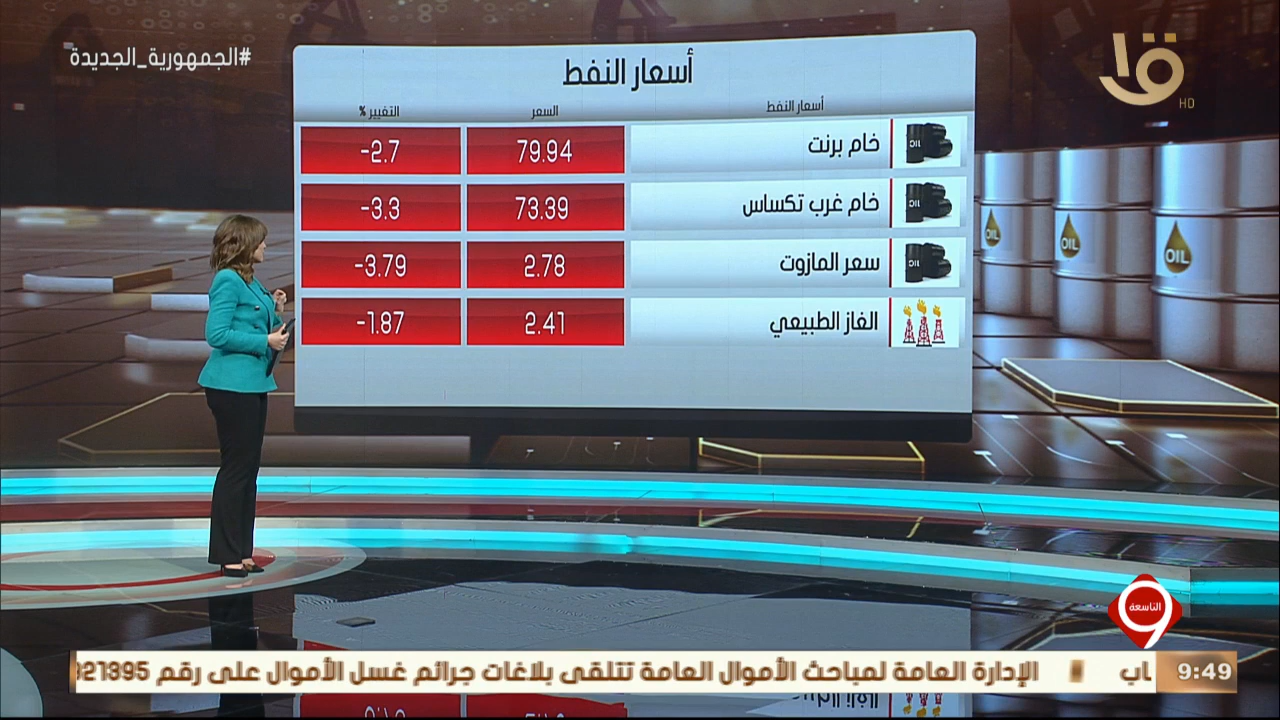 #الجمهورية_الجديدة
HD
أسعار النفط
أسعار النفط السعر التغيير %
خام برنت 79.94 -2.7
خام غرب تكساس 73.39 -3.3
سعر المازوت 2.78 -3.79
الغاز الطبيعي 2.41 -1.87
OIL
OIL
OIL
التاسعة
9
الإدارة العامة لمباحث الأموال العامة تتلقى بلاغات جرائم غسل الأموال على رقم
9:49